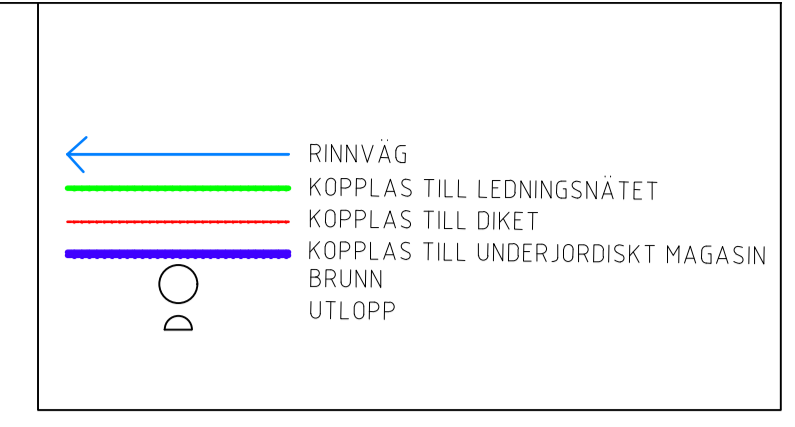 RINNVÄG
KOPPLAS TILL LEDNINGSNÄTET
KOPPLAS TILL DIKET
KOPPLAS TILL UNDERJORDISKT MAGASIN
BRUNN
UTLOPP